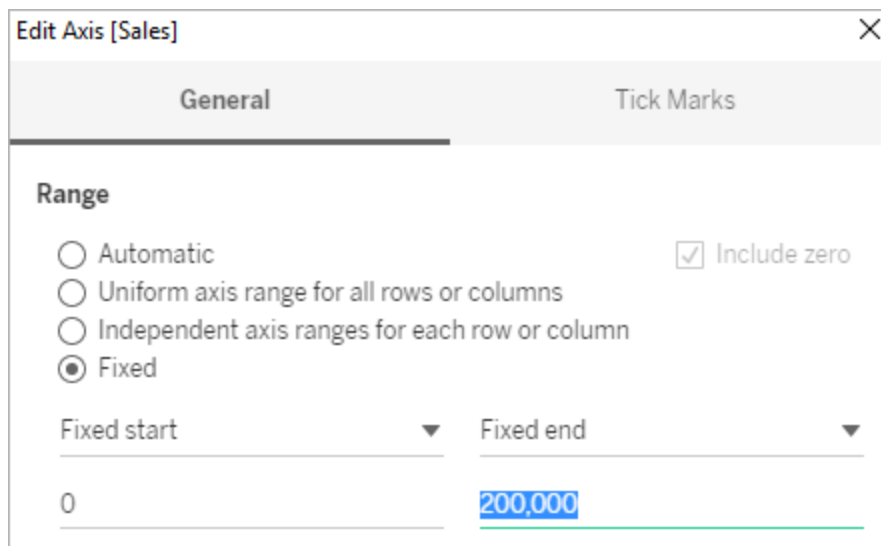 Edit Axis [Sales]
General
Tick Marks
Range
Automatic
Include zero
Uniform axis range for all rows or columns
Independent axis ranges for each row or column
Fixed
Fixed start
Fixed end
0
200,000